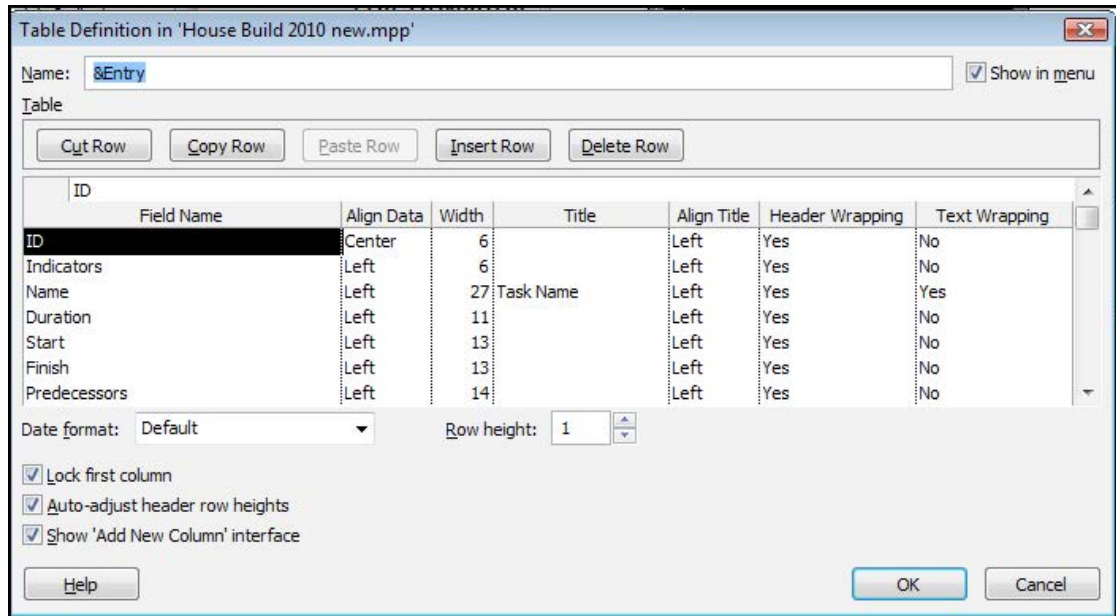 Table Definition in 'House Build 2010 new.mpp'
Name: &Entry Show in menu
Table
Cut Row Copy Row Paste Row Insert Row Delete Row
ID
Field Name Align Data Width Title Align Title Header Wrapping Text Wrapping
ID Center 6 Left Yes No
Indicators Left 6 Left Yes No
Name Left 27 Task Name Left Yes Yes
Duration Left 11 Left Yes No
Start Left 13 Left Yes No
Finish Left 13 Left Yes No
Predecessors Left 14 Left Yes No
Date format: Default Row height: 1
Lock first column
Auto-adjust header row heights
Show 'Add New Column' interface
Help OK Cancel